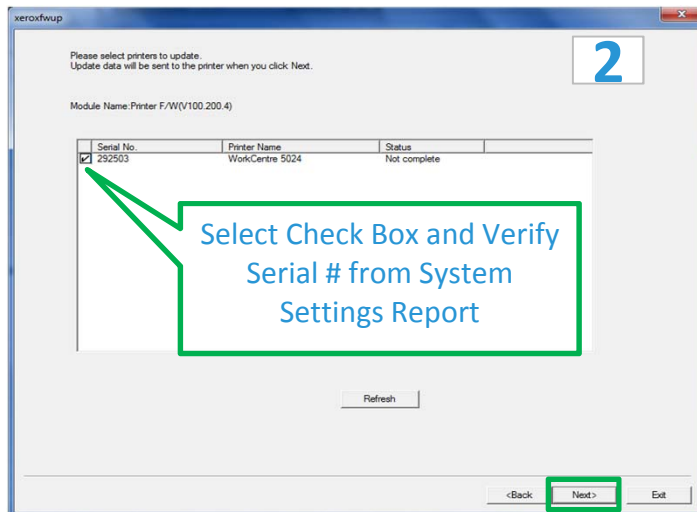 xeroxfwup
Please select printers to update.
Update data will be sent to the printer when you click Next.
2
Module Name:Printer F/W(V100.200.4)
Serial No. Printer Name Status
292503 WorkCentre 5024 Not complete
Select Check Box and Verify
Serial # from System
Settings Report
Refresh
<Back Next> Exit